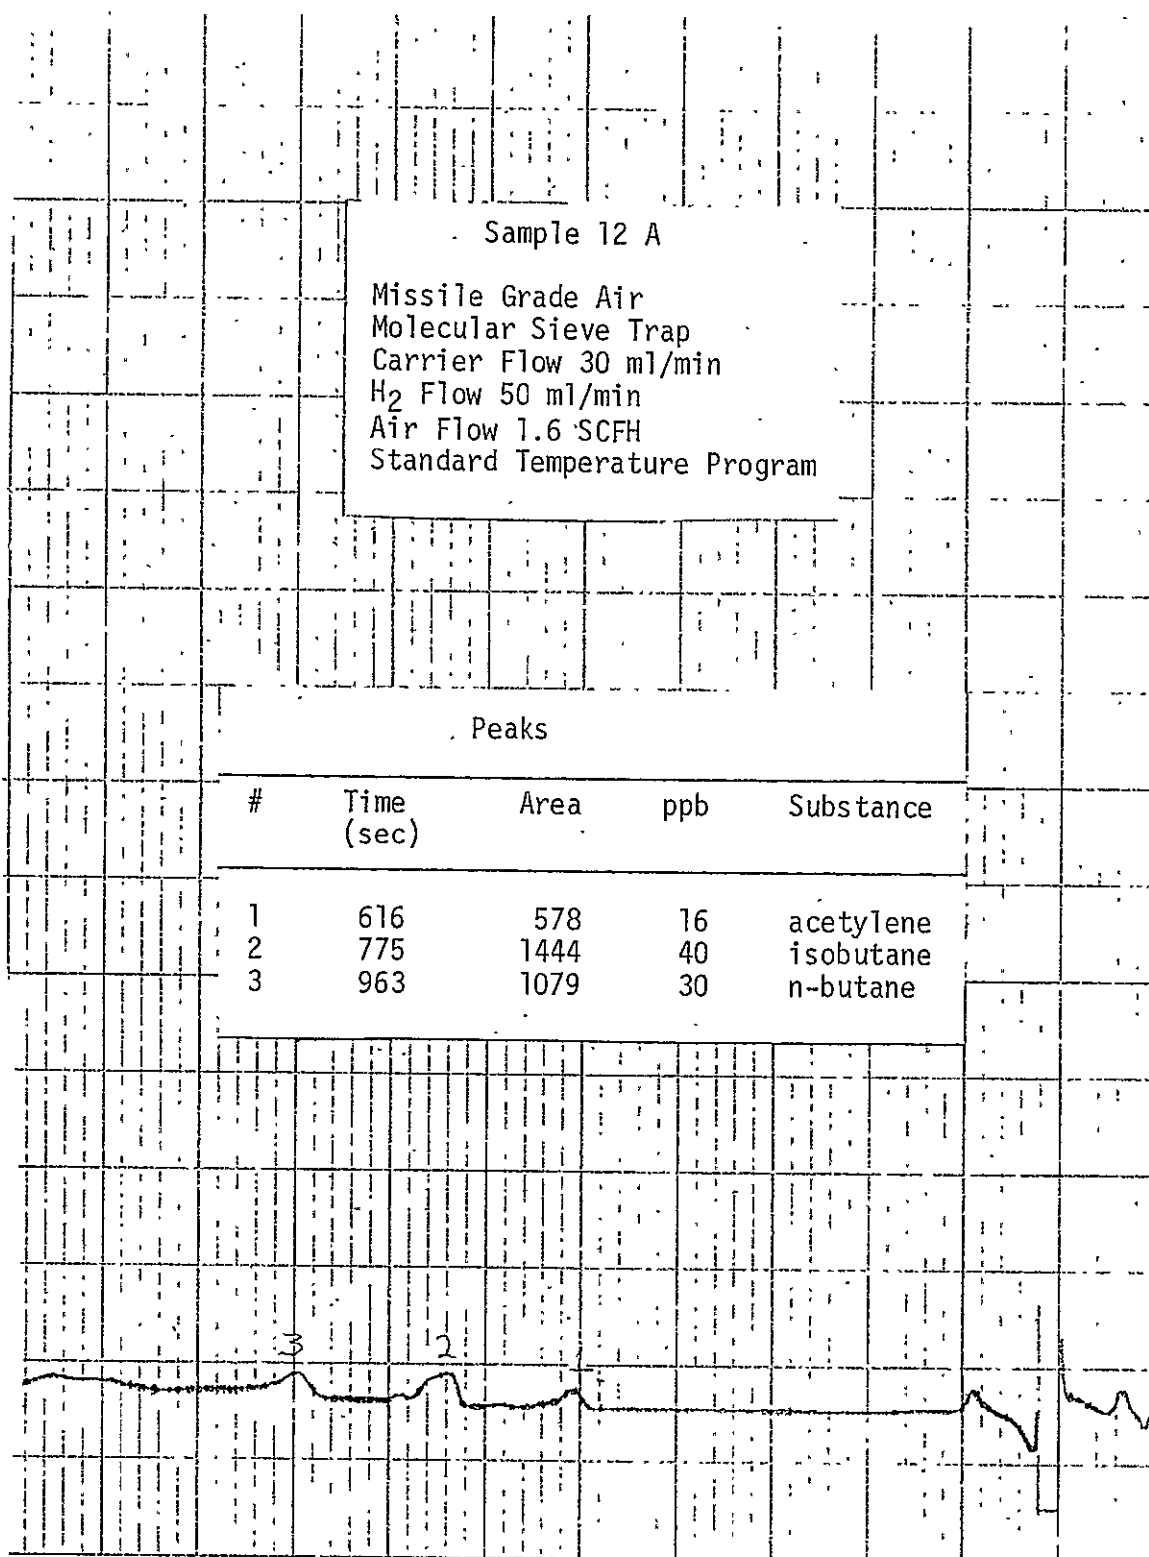 Sample 12 A
Missile Grade Air
Molecular Sieve Trap
Carrier Flow 30 ml/min
H2 Flow 50 ml/min
Air Flow 1.6 SCFH
Standard Temperature Program
Peaks
# Time (sec) Area ppb Substance
1 616 578 16 acetylene
2 775 1444 40 isobutane
3 963 1079 30 n-butane
3 2